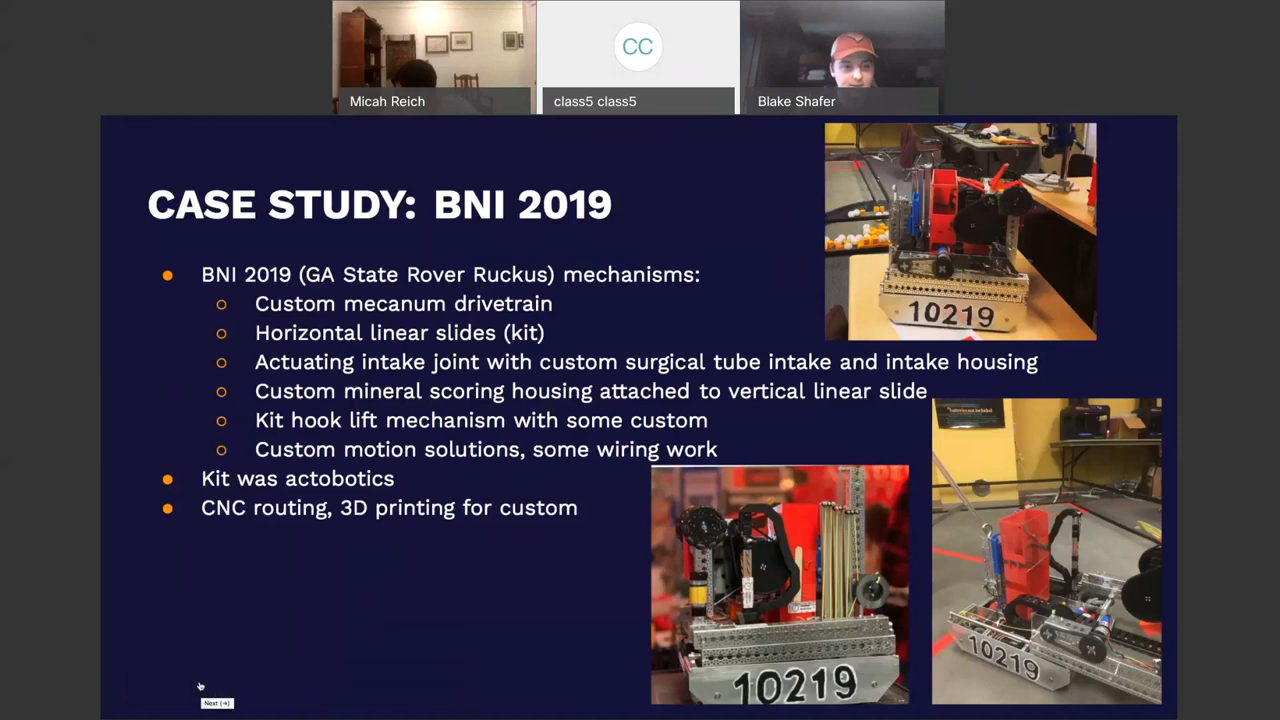 CC
Micah Reich
class5 class5
Blake Shafer
CASE STUDY: BNI 2019
● BNI 2019 (GA State Rover Ruckus) mechanisms:
○ Custom mecanum drivetrain
○ Horizontal linear slides (kit)
○ Actuating intake joint with custom surgical tube intake and intake housing
○ Custom mineral scoring housing attached to vertical linear slide
○ Kit hook lift mechanism with some custom
○ Custom motion solutions, some wiring work
● Kit was actobotics
● CNC routing, 3D printing for custom
10219
10219
10219
Next (→)